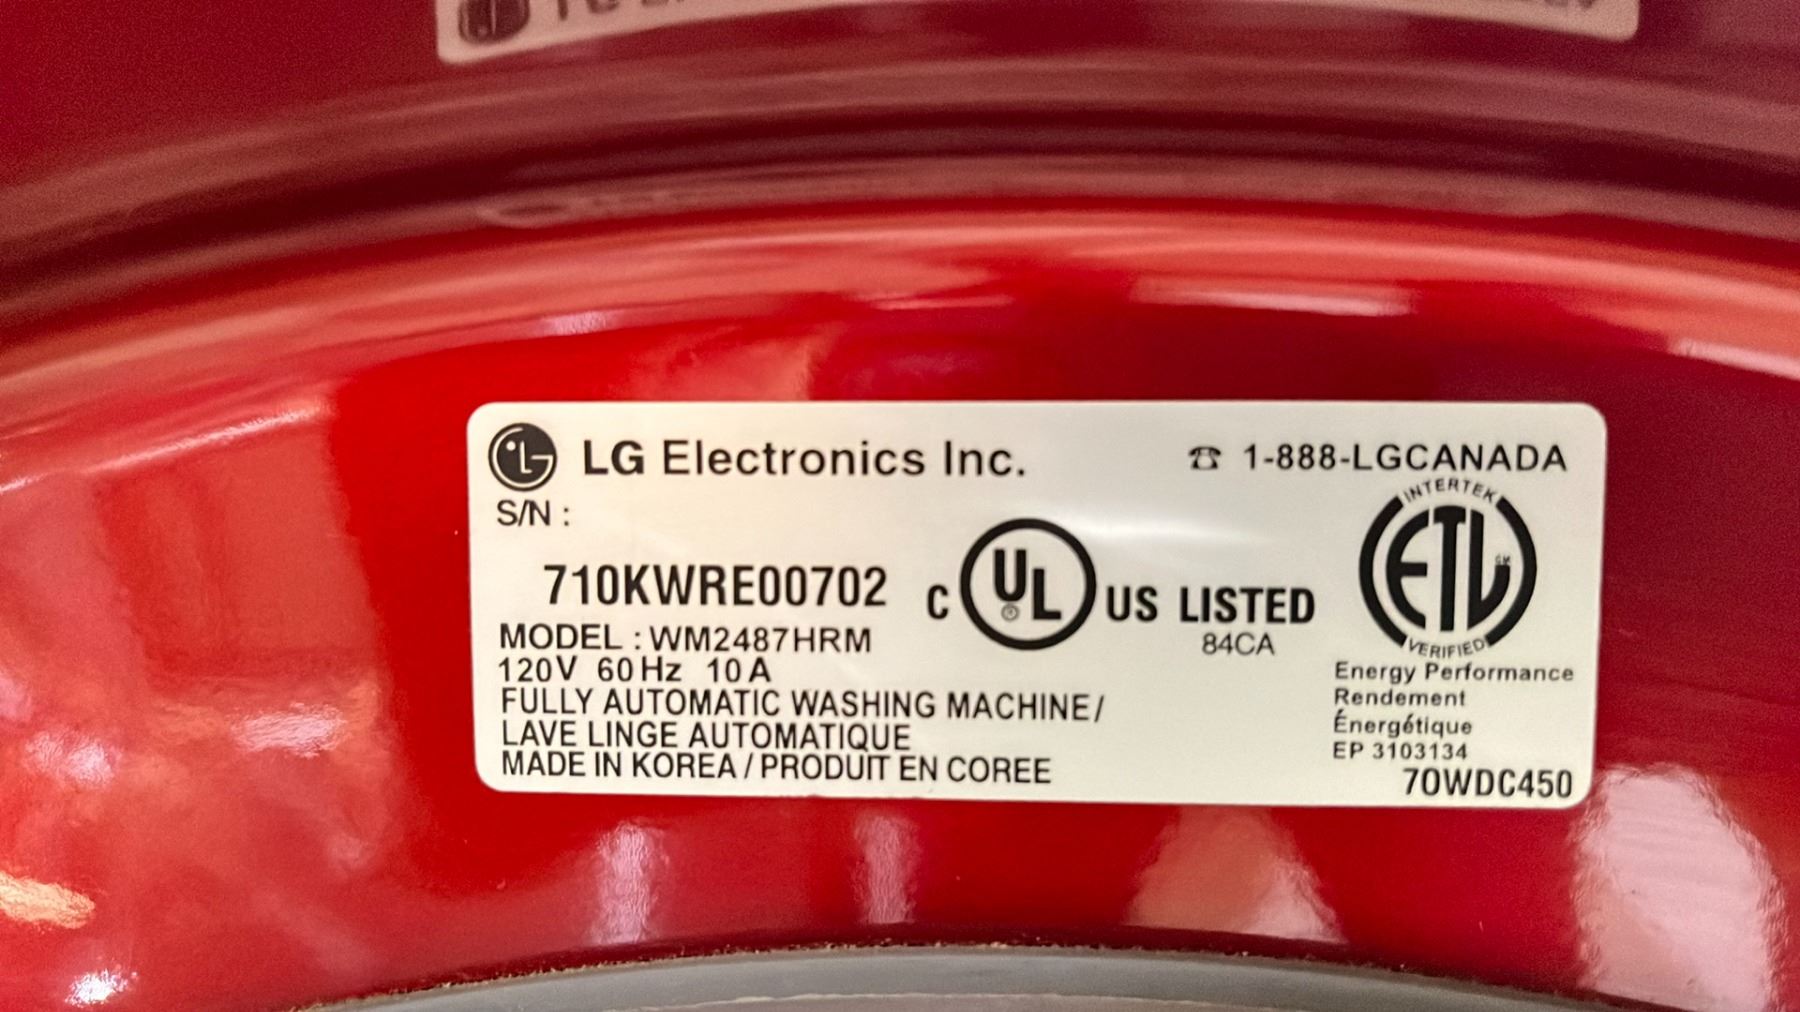 LG Electronics Inc.
☎ 1-888-LGCANADA
S/N :
710KWRE00702
MODEL : WM2487HRM
120V 60Hz 10A
FULLY AUTOMATIC WASHING MACHINE/
LAVE LINGE AUTOMATIQUE
MADE IN KOREA / PRODUIT EN COREE
C UL ® US LISTED
84CA
INTERTEK
ETL
CM
VERIFIED
Energy Performance
Rendement
Énergétique
EP 3103134
70WDC450